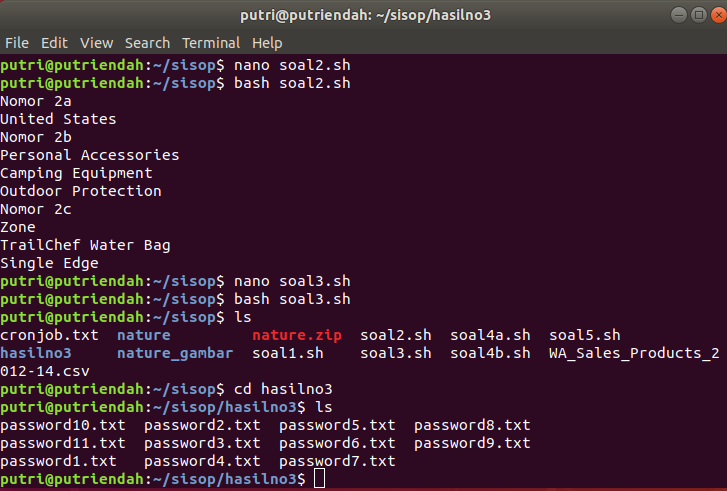 putri@putriendah: ~/sisop/hasilno3
File Edit View Search Terminal Help
putri@putriendah:~/sisop$ nano soal2.sh
putri@putriendah:~/sisop$ bash soal2.sh
Nomor 2a
United States
Nomor 2b
Personal Accessories
Camping Equipment
Outdoor Protection
Nomor 2c
Zone
TrailChef Water Bag
Single Edge
putri@putriendah:~/sisop$ nano soal3.sh
putri@putriendah:~/sisop$ bash soal3.sh
putri@putriendah:~/sisop$ ls
cronjob.txt  nature         nature.zip  soal2.sh  soal4a.sh  soal5.sh
hasilno3     nature_gambar  soal1.sh    soal3.sh  soal4b.sh  WA_Sales_Products_2
012-14.csv
putri@putriendah:~/sisop$ cd hasilno3
putri@putriendah:~/sisop/hasilno3$ ls
password10.txt  password2.txt  password5.txt  password8.txt
password11.txt  password3.txt  password6.txt  password9.txt
password1.txt   password4.txt  password7.txt
putri@putriendah:~/sisop/hasilno3$